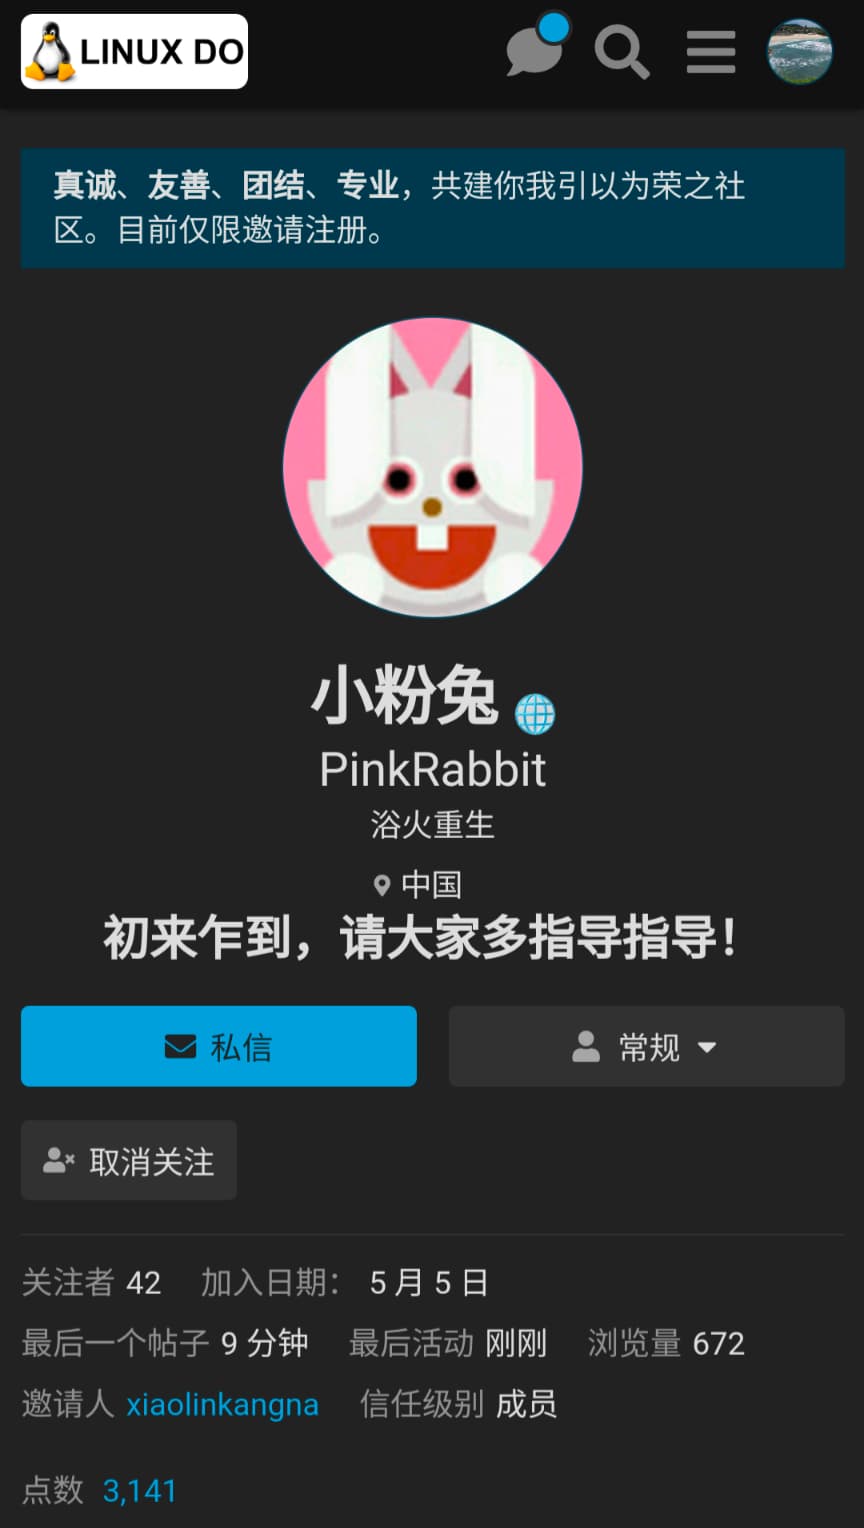 LINUX DO
真诚、友善、团结、专业，共建你我引以为荣之社
区。目前仅限邀请注册。
小粉兔
PinkRabbit
浴火重生
中国
初来乍到，请大家多指导指导！
私信
常规
取消关注
关注者 42 加入日期： 5 月 5 日
最后一个帖子 9 分钟 最后活动 刚刚 浏览量 672
邀请人 xiaolinkangna 信任级别 成员
点数 3,141